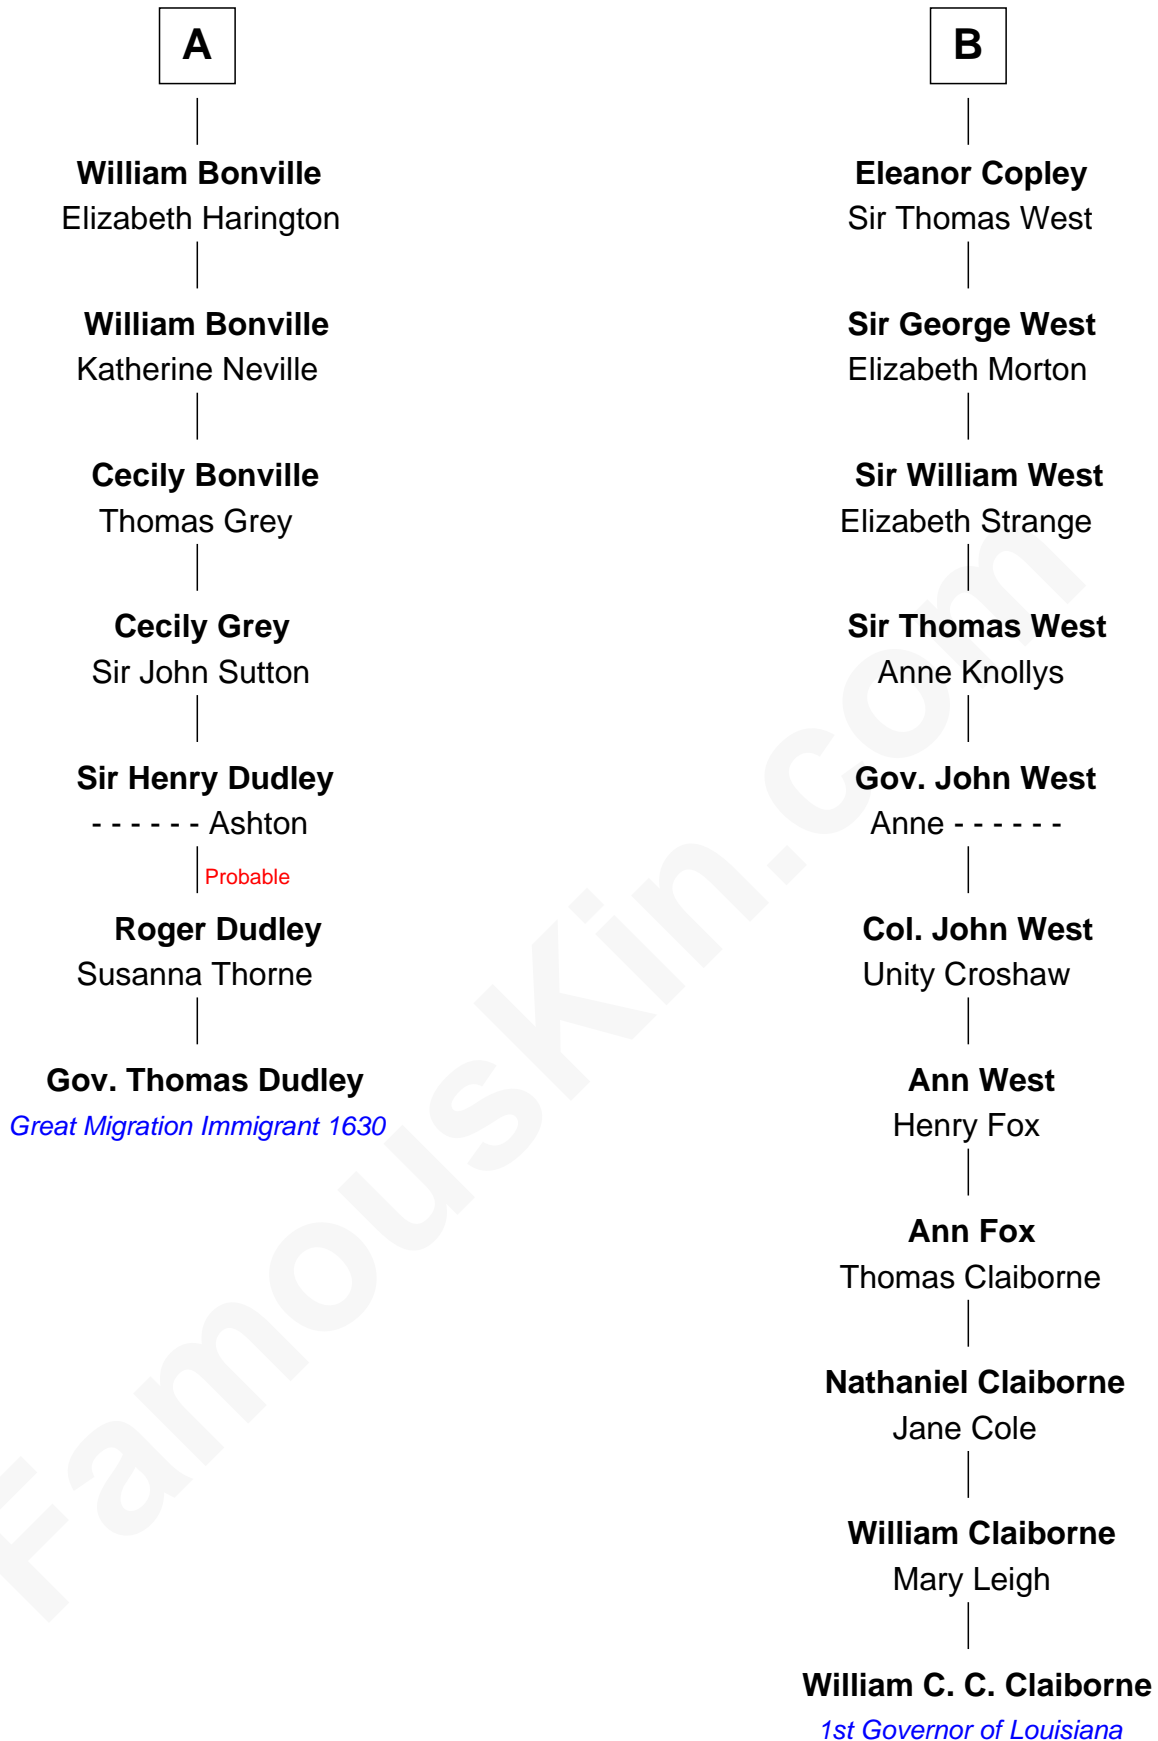 A
William Bonville
Elizabeth Harington
William Bonville
Katherine Neville
Cecily Bonville
Thomas Grey
Cecily Grey
Sir John Sutton
Sir Henry Dudley
- - - - - - Ashton
Probable
Roger Dudley
Susanna Thorne
Gov. Thomas Dudley
Great Migration Immigrant 1630
B
Eleanor Copley
Sir Thomas West
Sir George West
Elizabeth Morton
Sir William West
Elizabeth Strange
Sir Thomas West
Anne Knollys
Gov. John West
Anne - - - - - -
Col. John West
Unity Croshaw
Ann West
Henry Fox
Ann Fox
Thomas Claiborne
Nathaniel Claiborne
Jane Cole
William Claiborne
Mary Leigh
William C. C. Claiborne
1st Governor of Louisiana
FamousKin.com